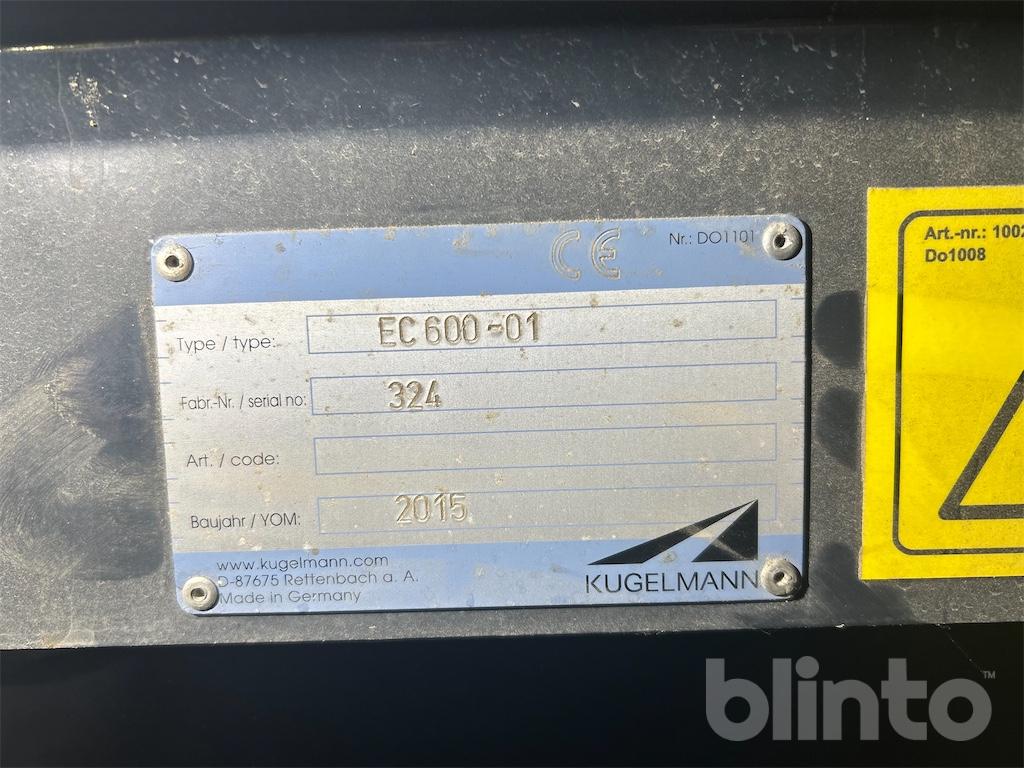 CE
Nr.: DO1101
Type / type: EC 600-01
Fabr.-Nr. / serial no: 324
Art. / code:
Baujahr / YOM: 2015
www.kugelmann.com
D-87675 Rettenbach a. A.
Made in Germany
KUGELMANN
Art.-nr.: 1002
Do1008
blinto™